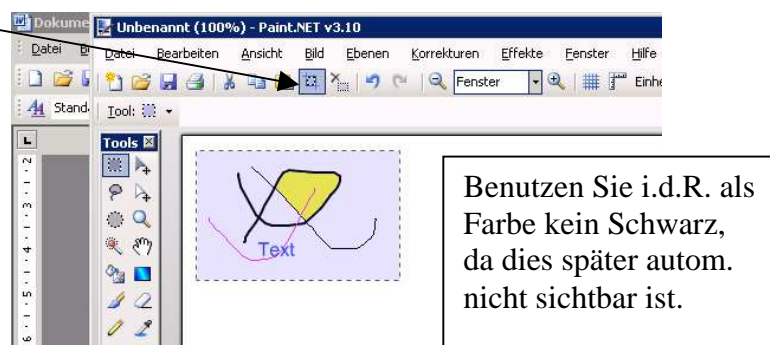 Dokume
Unbenannt (100%) - Paint.NET v3.10
Datei
Datei Bearbeiten Ansicht Bild Ebenen Korrekturen Effekte Fenster Hilfe
Fenster
Stand
Tool:
L
Tools
Text
Benutzen Sie i.d.R. als
Farbe kein Schwarz,
da dies später autom.
nicht sichtbar ist.